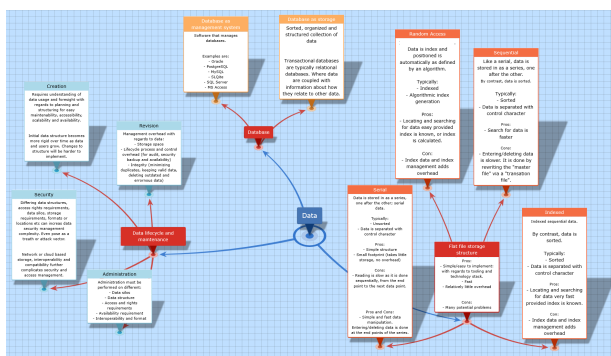 Database vs
management system
Software that manages
databases.
Examples are:
- Oracle
- PostgreSQL
- MySQL
- SLQite
- SQL Server
- MS Access
Database vs storage
Sorted, organized and
structured collection of
data
Transactional databases
are typically relational
databases. Where data
are coupled with
information about how
they relate to other data.
Random Access
Data is index and
positioned is
automatically as defined
by an algorithm.
Typically:
- Indexed
- Algorithmic index
generation
Pros:
- Locating and searching
for data easy provided
index is known, or index
is calculated.
Con:
- Index data and index
management adds
overhead
Sequential
Like a serial, data is
stored in as a series, one
after the other.
By contrast, data is sorted.
Typically:
- Sorted
- Data is separated with
control character
Pros:
- Search for data is
faster
Con:
- Entering/deleting data
is slower. It is done by
rewriting the "master
file" via a "transation
file".
Creation
Requires understanding of
data usage and foresight with
regards to planning and
structuring for easy
maintainability, accessibility,
scalability and availability.
Initial data structure becomes
more rigid over time as data
and users grow. Changes to
structure will be harder to
implement.
Revision
Management overhead with
regards to data:
- Storage space
- Lifecycle process and control
overhead (for audit, security
backup and availability)
- Integrity (minimising
duplicates, keeping valid data,
deleting outdated and
erroneous data)
Database
Security
Differing data structures,
access rights requirements,
data silos, storage
requirements, formats or
locations etc can increase data
security management
complexity. Even pose as a
treath or attack vector.
Network or cloud based
storage, interoperability and
compatibility further
complicates security and
access management.
Data lifecycle and
maintenance
Administration
Administration must be
performed on different:
- Data silos
- Data structure
- Access and rights
requirements
- Availability requirement
- Interoperability and format
Data
Serial
Data is stored in as a series,
one after the other; serial
data.
Typically:
- Unsorted
- Data is separated with
control character
Pros:
- Simple structure
- Small footprint (takes little
storage, no overhead)
Cons:
- Reading is slow as it is done
sequentially, from the end
point to the next data point.
Pros and Cons:
- Simple and fast data
manipulation.
Entering/deleting data is done
at the end points of the series.
Flat file storage
structure
Pros:
- Simple/easy to implement
with regards to tooling and
technology stack.
- Fast
- Relatively little overhead
Cons:
- Many potential problems
Indexed
Indexed sequential data.
By contrast, data is
sorted.
Typically:
- Sorted
- Data is separated with
control character
Pros:
- Locating and searching
for data very fast
provided index is known.
Con:
- Index data and index
management adds
overhead